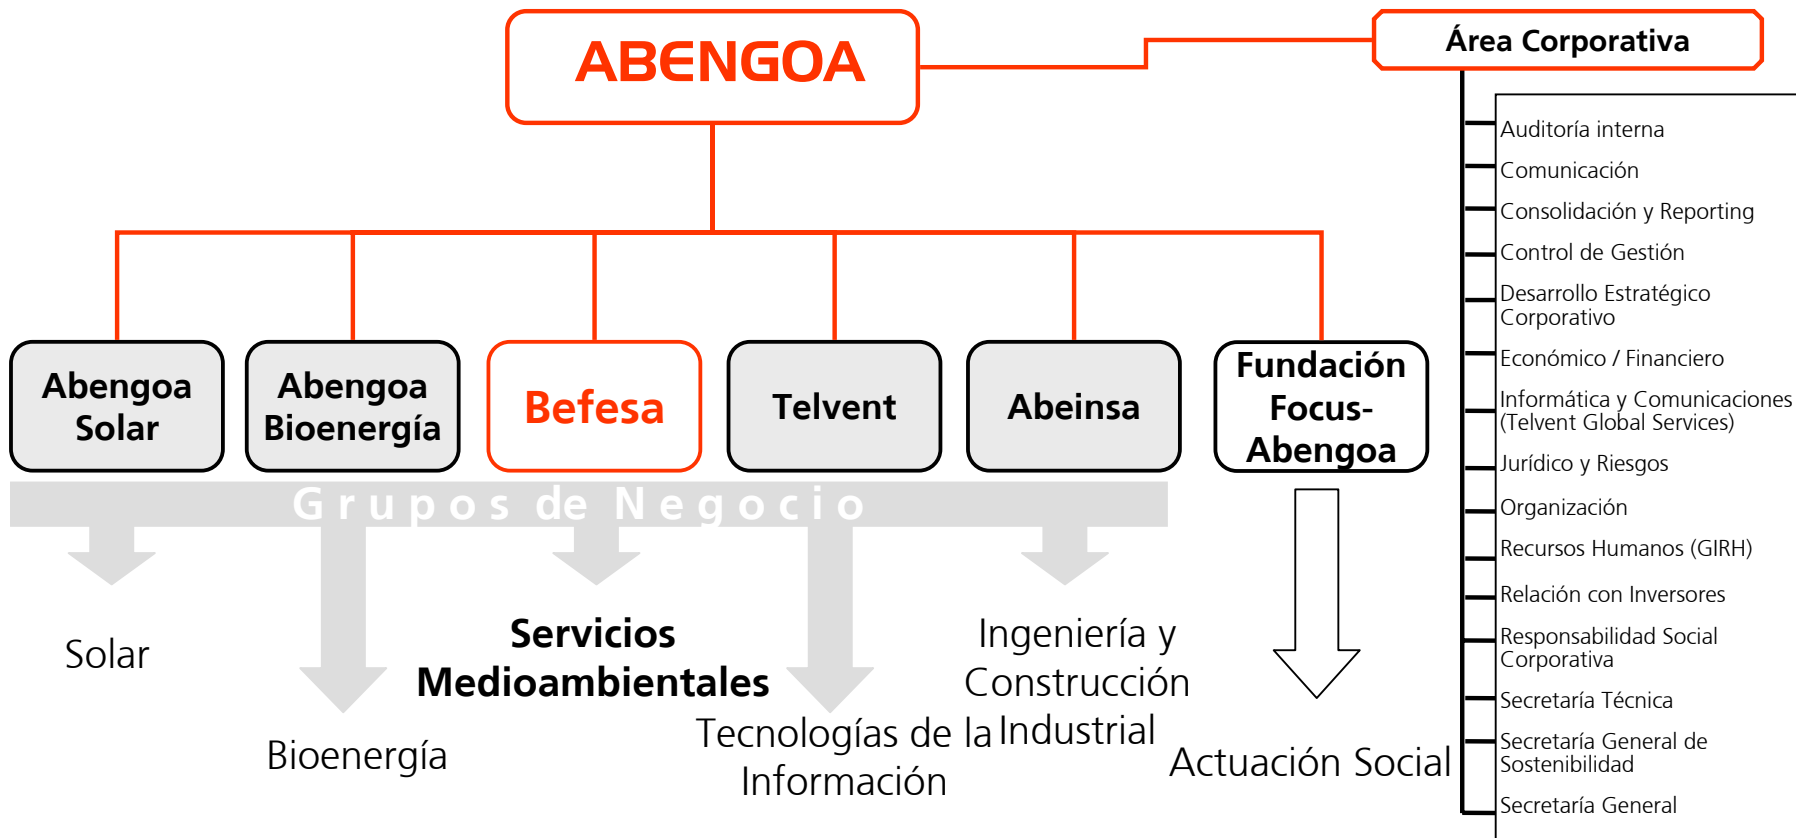 ABENGOA
Área Corporativa
Auditoría interna
Comunicación
Consolidación y Reporting
Control de Gestión
Desarrollo Estratégico
Corporativo
Económico / Financiero
Informática y Comunicaciones
(Telvent Global Services)
Jurídico y Riesgos
Organización
Recursos Humanos (GIRH)
Relación con Inversores
Responsabilidad Social
Corporativa
Secretaría Técnica
Secretaría General de
Sostenibilidad
Secretaría General
Abengoa
Solar
Abengoa
Bioenergía
Befesa
Telvent
Abeinsa
Fundación
Focus-
Abengoa
Grupos de Negocio
Solar
Bioenergía
Servicios
Medioambientales
Tecnologías de la
Información
Ingeniería y
Construcción
Industrial
Actuación Social